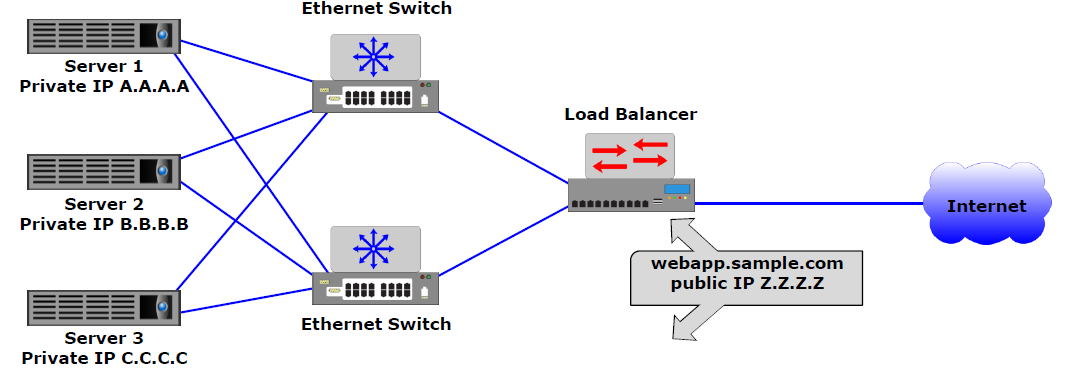 Ethernet Switch
Server 1
Private IP A.A.A.A
Load Balancer
Server 2
Private IP B.B.B.B
Internet
webapp.sample.com
public IP Z.Z.Z.Z
Ethernet Switch
Server 3
Private IP C.C.C.C